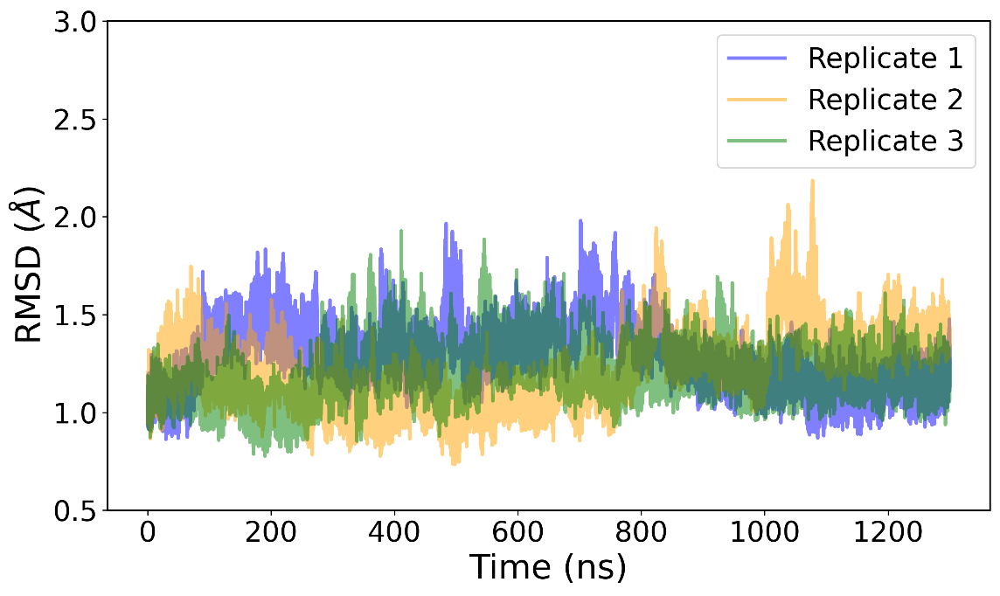 3.0
2.5
2.0
1.5
1.0
0.5
RMSD (Å)
Replicate 1
Replicate 2
Replicate 3
0 200 400 600 800 1000 1200
Time (ns)